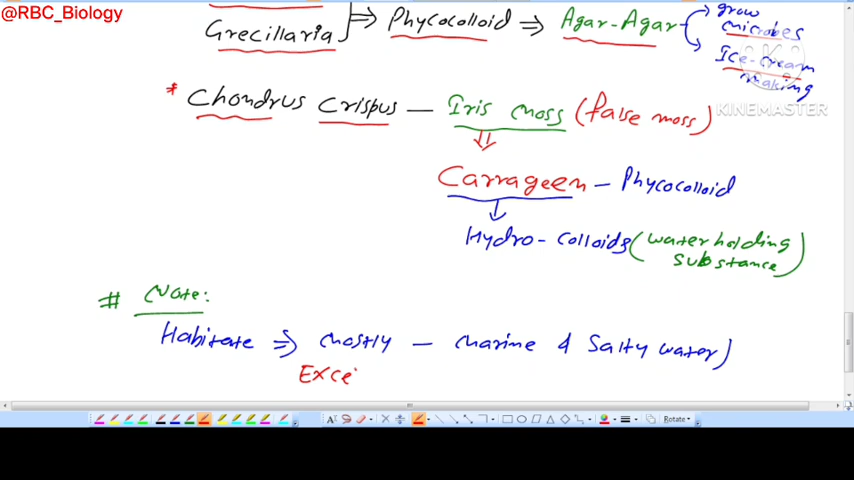 @RBC_Biology
Grecillaria ⇒ Phycocolloid ⇒ Agar-Agar
grow
microbes
Ice-cream
making
KINEMASTER
* Chondrus Crispus — Iris moss (false moss)
Carrageen — Phycocolloid
Hydro-Colloids (water holding
substance)
# Note:
Habitate ⇒ mostly — marine & Salty water)
Exce
Rotate